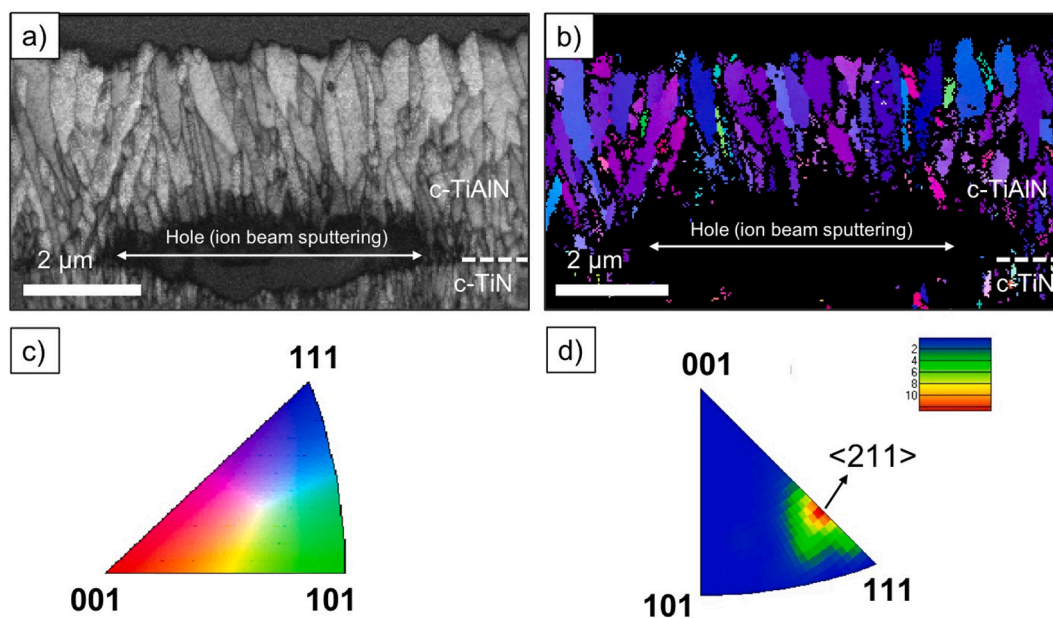 a)
c-TiAlN
Hole (ion beam sputtering)
2 μm
c-TiN
b)
c-TiAlN
Hole (ion beam sputtering)
2 μm
c-TiN
c)
111
001
101
d)
2
4
6
8
10
001
<211>
101
111